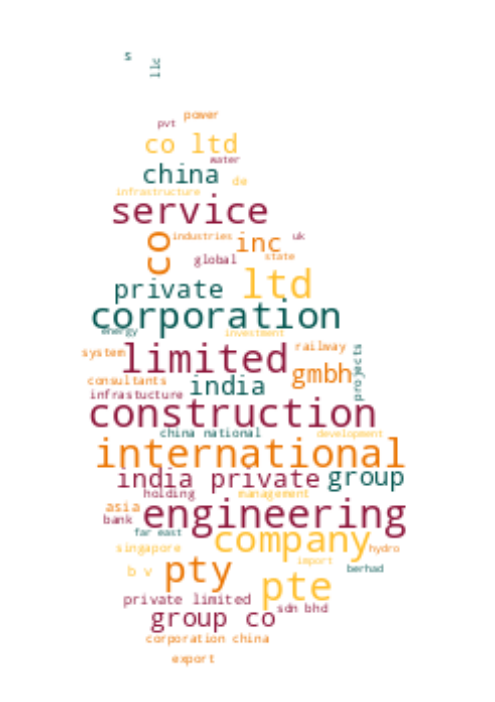 s
llc
power
pvt
co ltd
water
china
de
infrastructure
service
co
industries
inc
uk
global
state
private
ltd
corporation
energy
investment
system
limited
railway
projects
gmbh
consultants
india
infrastucture
construction
china national
development
international
india private
group
holding
management
asia
bank
engineering
far east
company
singapore
hydro
import
b v
pty
berhad
pte
private limited
sdn bhd
group co
corporation china
export